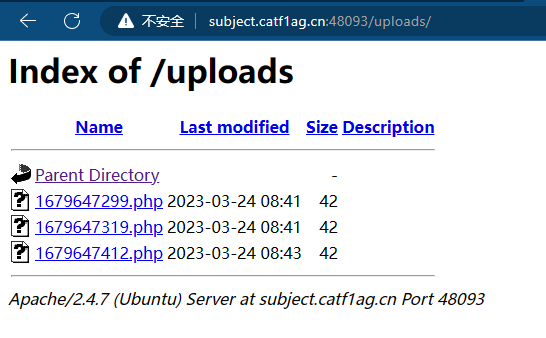 不安全 subject.catf1ag.cn:48093/uploads/
Index of /uploads
Name Last modified Size Description
Parent Directory -
1679647299.php 2023-03-24 08:41 42
1679647319.php 2023-03-24 08:41 42
1679647412.php 2023-03-24 08:43 42
Apache/2.4.7 (Ubuntu) Server at subject.catf1ag.cn Port 48093